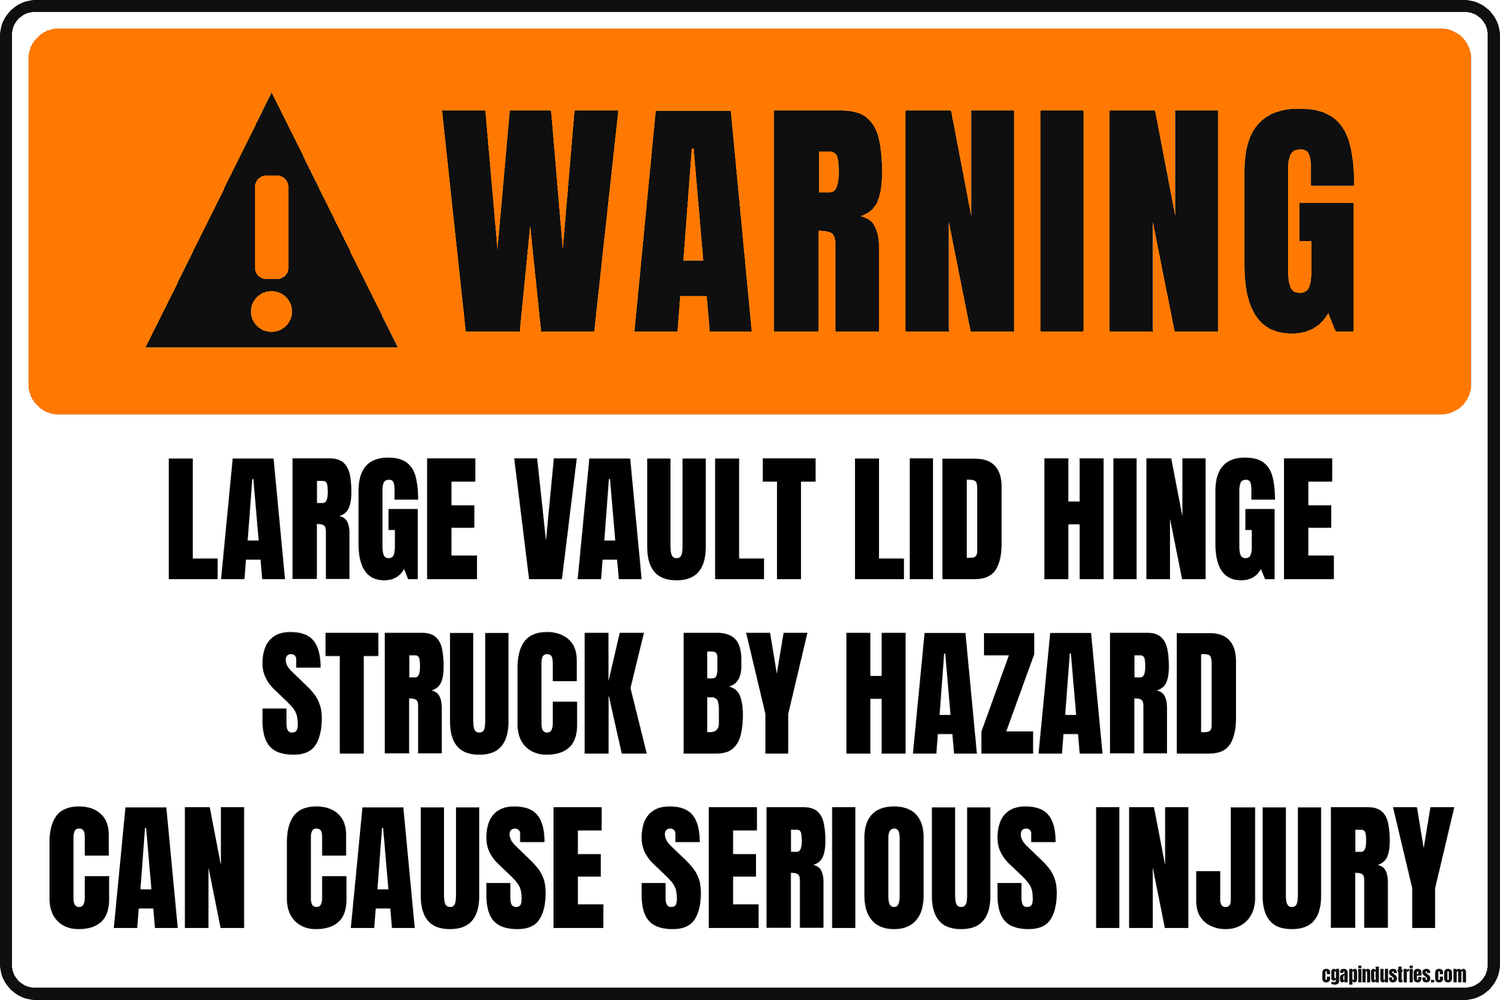 WARNING
LARGE VAULT LID HINGE
STRUCK BY HAZARD
CAN CAUSE SERIOUS INJURY
cgapindustries.com